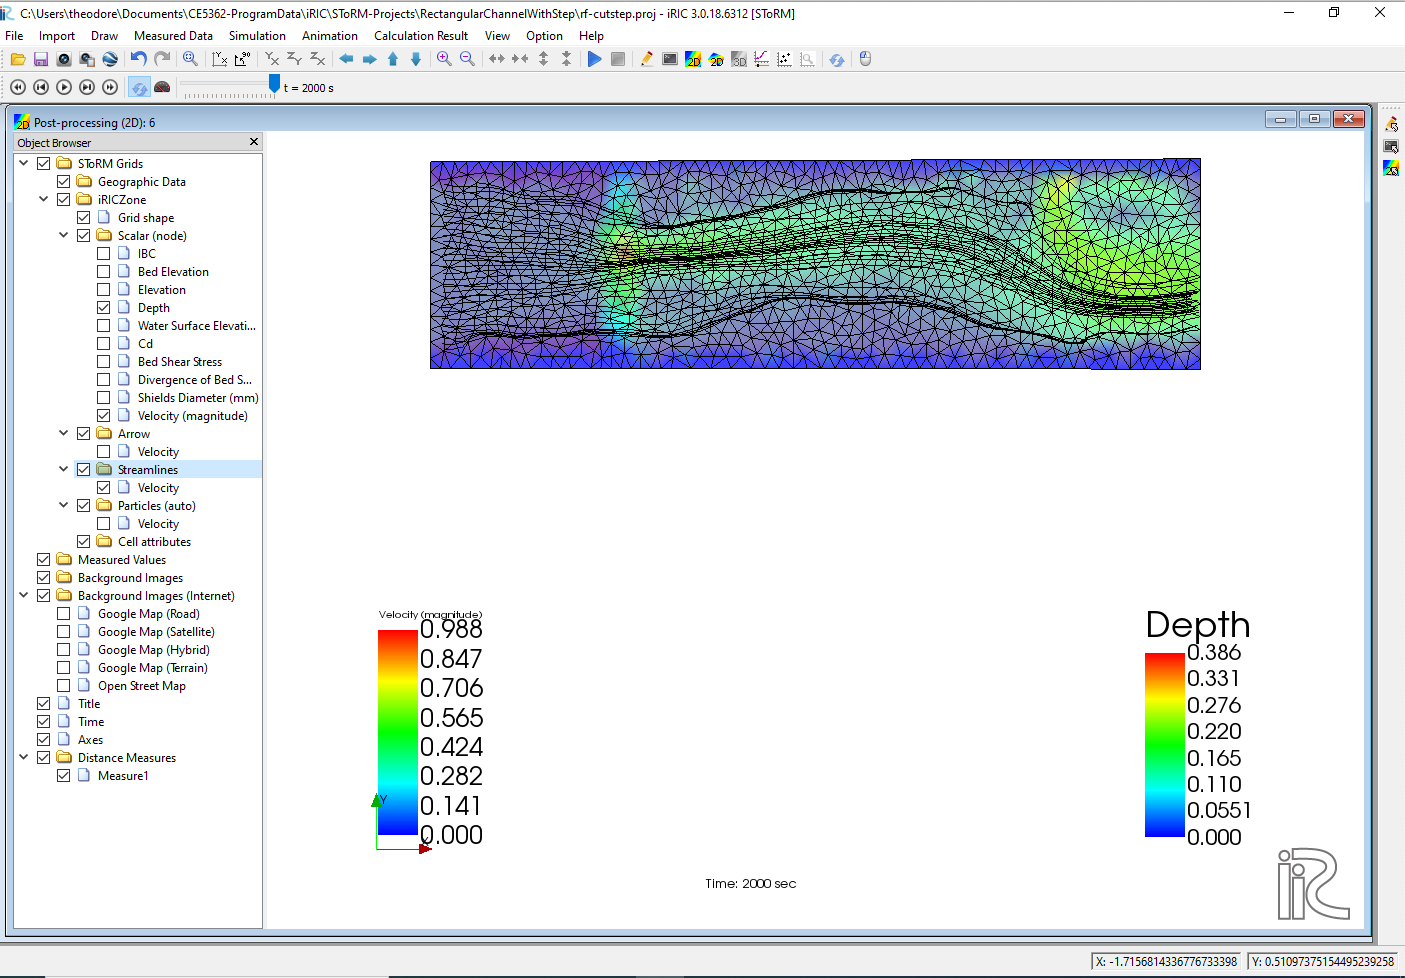 C:\Users\theodore\Documents\CE5362-ProgramData\iRIC\SToRM-Projects\RectangularChannelWithStep\rf-cutstep.proj - iRIC 3.0.18.6312 [SToRM]
File Import Draw Measured Data Simulation Animation Calculation Result View Option Help
t = 2000 s
Post-processing (2D): 6
Object Browser
SToRM Grids
Geographic Data
iRICZone
Grid shape
Scalar (node)
IBC
Bed Elevation
Elevation
Depth
Water Surface Elevati...
Cd
Bed Shear Stress
Divergence of Bed S...
Shields Diameter (mm)
Velocity (magnitude)
Arrow
Velocity
Streamlines
Velocity
Particles (auto)
Velocity
Cell attributes
Measured Values
Background Images
Background Images (Internet)
Google Map (Road)
Google Map (Satellite)
Google Map (Hybrid)
Google Map (Terrain)
Open Street Map
Title
Time
Axes
Distance Measures
Measure1
Velocity (magnitude)
0.988
0.847
0.706
0.565
0.424
0.282
0.141
0.000
Y
X
Depth
0.386
0.331
0.276
0.220
0.165
0.110
0.0551
0.000
Time: 2000 sec
iRIC
X: -1.7156814336776733398 Y: 0.51097375154495239258